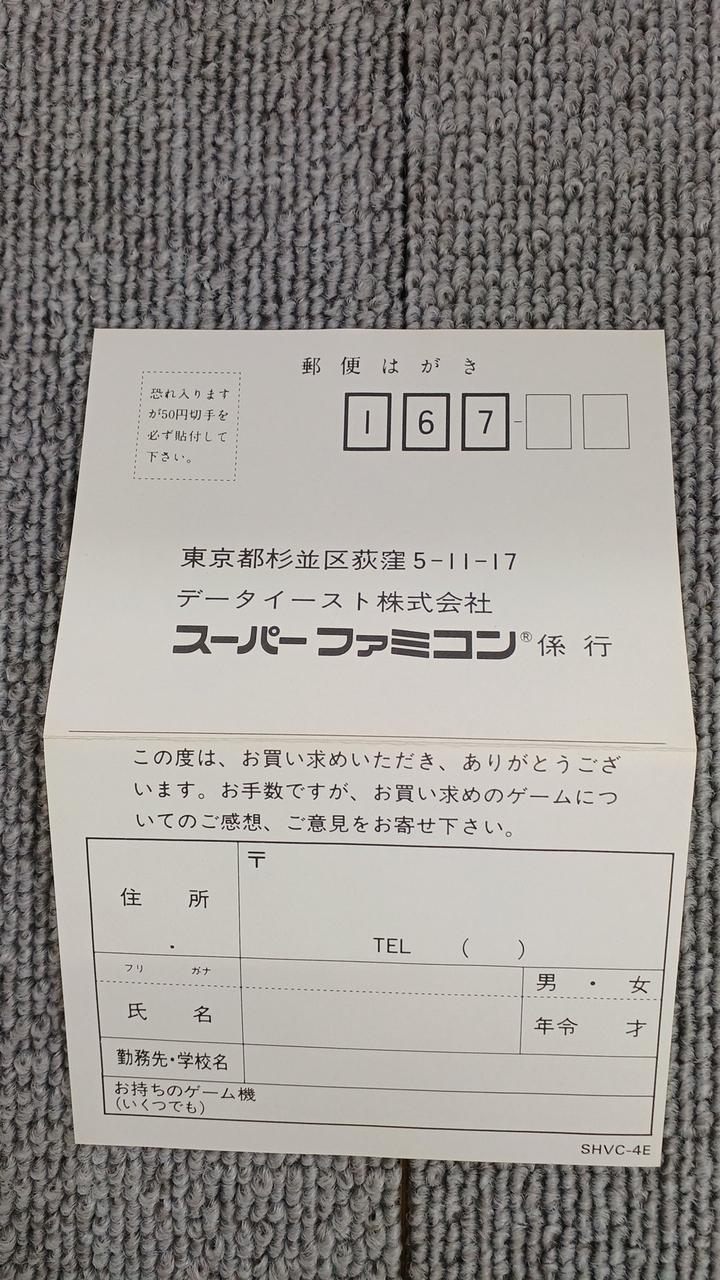 郵便はがき
恐れ入ります
が50円切手を
必ず貼付して
下さい。
167-
東京都杉並区荻窪5-11-17
データイースト株式会社
スーパーファミコン®係 行
この度は、お買い求めいただき、ありがとうござ
います。お手数ですが、お買い求めのゲームにつ
いてのご感想、ご意見をお寄せ下さい。
住 所
〒
TEL ( )
フリ ガナ
氏 名
男 ・ 女
年令 才
勤務先・学校名
お持ちのゲーム機
(いくつでも)
SHVC-4E